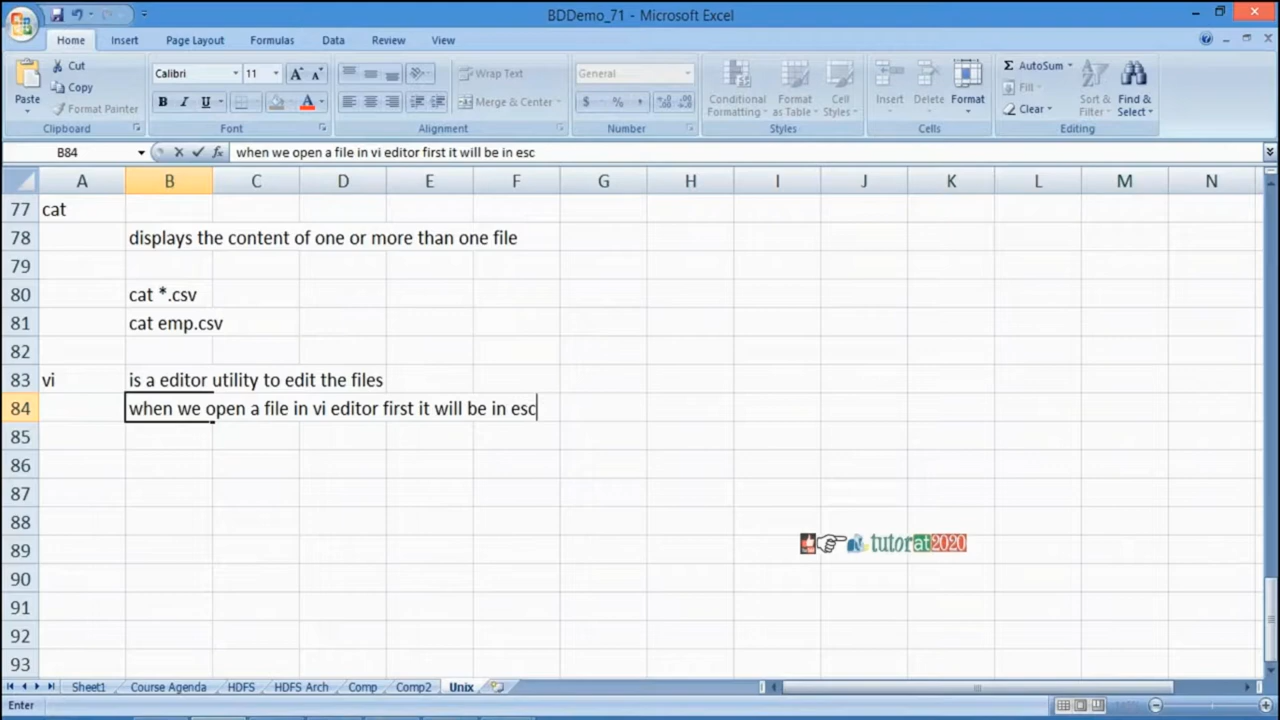 BDDemo_71 - Microsoft Excel
Home Insert Page Layout Formulas Data Review View
Paste Cut Copy Format Painter Clipboard
Calibri 11 B I U A Font
Wrap Text Merge & Center Alignment
General $ % , Number
Conditional Formatting Format as Table Cell Styles Styles
Insert Delete Format Cells
Σ AutoSum Fill Clear Sort & Filter Find & Select Editing
B84 fx when we open a file in vi editor first it will be in esc
A B C D E F G H I J K L M N
77 cat
78 displays the content of one or more than one file
79
80 cat *.csv
81 cat emp.csv
82
83 vi is a editor utility to edit the files
84 when we open a file in vi editor first it will be in esc
85
86
87
88
89 tutorat2020
90
91
92
93
Sheet1 Course Agenda HDFS HDFS Arch Comp Comp2 Unix
Enter